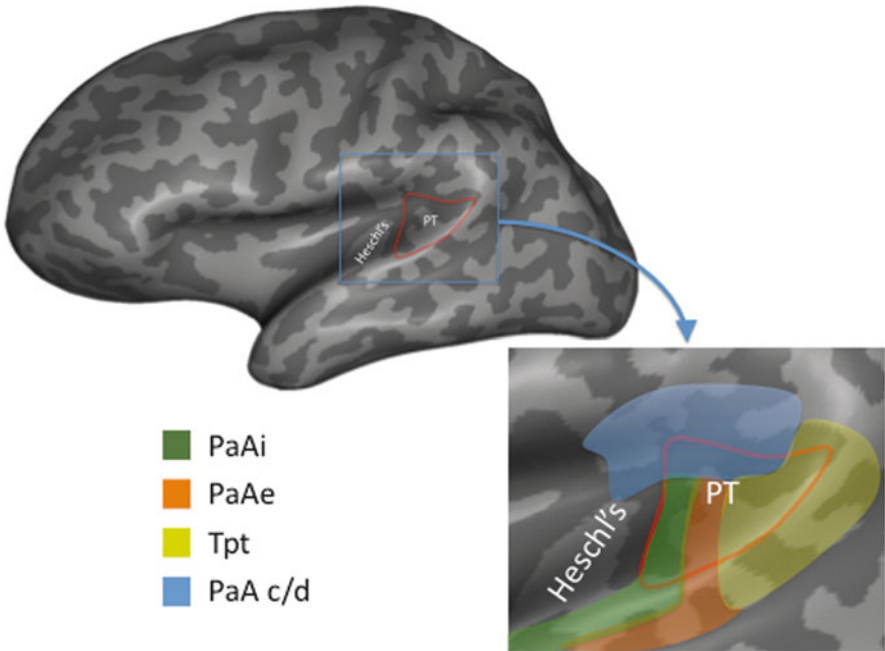 Heschl's
PT
PaAi
PaAe
Tpt
PaA c/d
Heschl's
PT